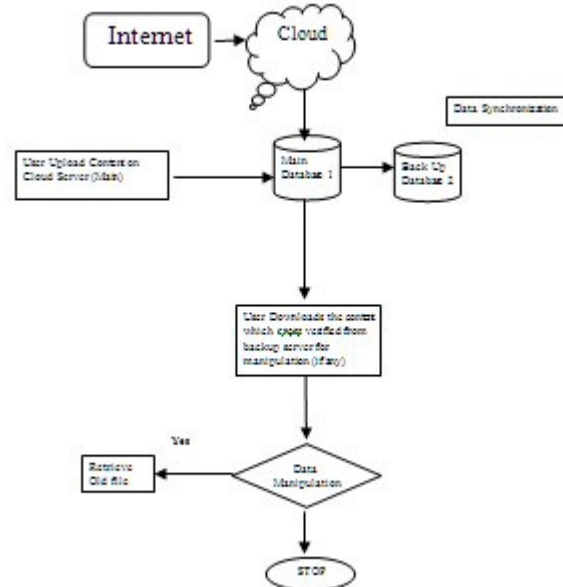 Internet
Cloud
Data Synchronization
User Upload Content on
Cloud Server (Main)
Main
Database 1
Back Up
Database 2
User Downloads the content
which cross verified from
backup server for
manipulation (if any)
Yes
Retrieve
Old file
Data
Manipulation
STOP